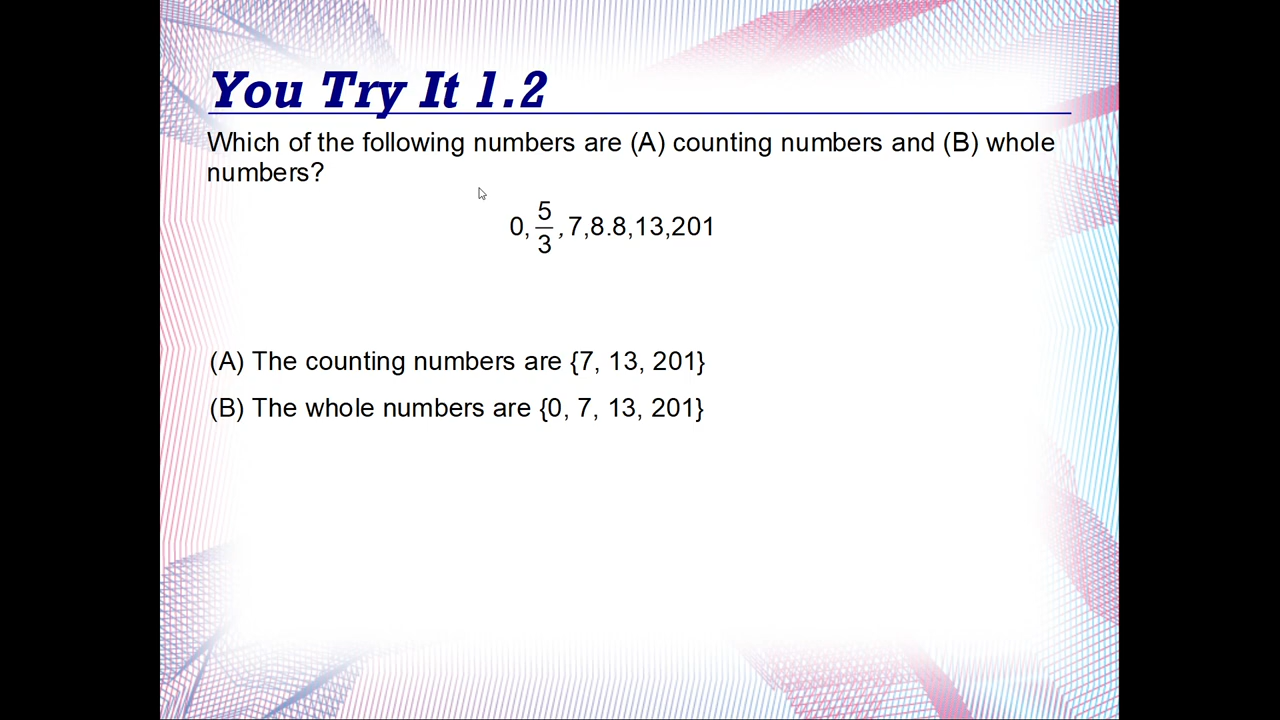 You Try It 1.2
Which of the following numbers are (A) counting numbers and (B) whole
numbers?
0, 5/3, 7,8.8,13,201
(A) The counting numbers are {7, 13, 201}
(B) The whole numbers are {0, 7, 13, 201}